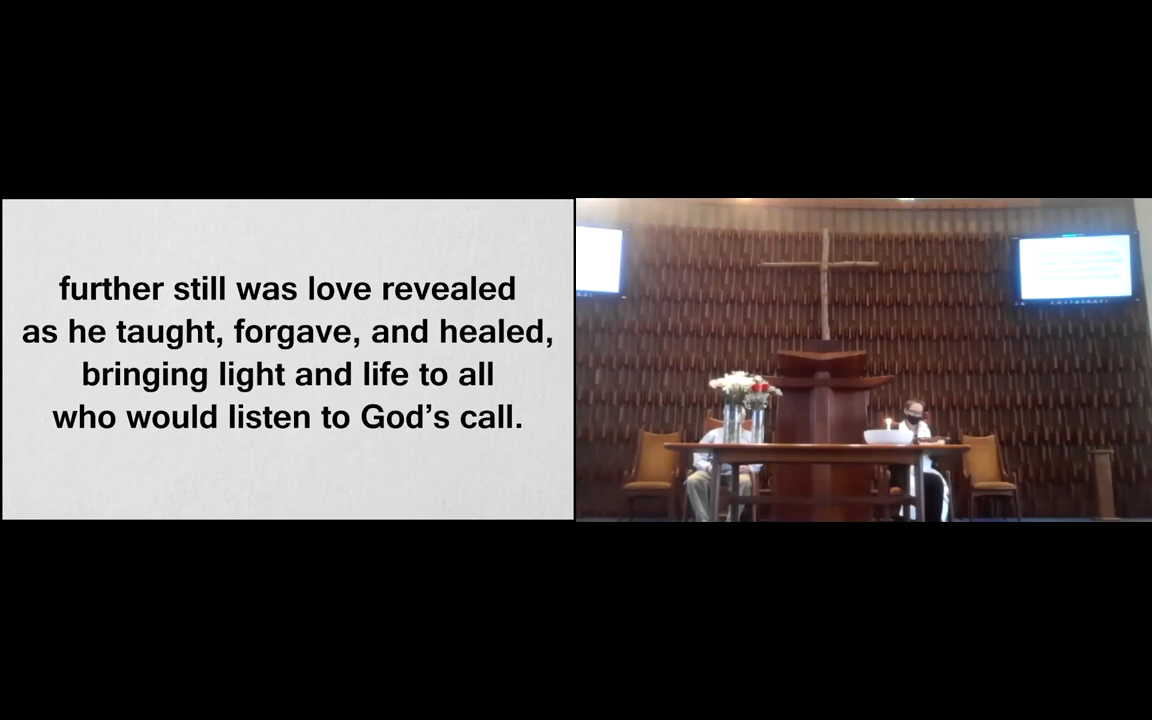 further still was love revealed
as he taught, forgave, and healed,
bringing light and life to all
who would listen to God’s call.